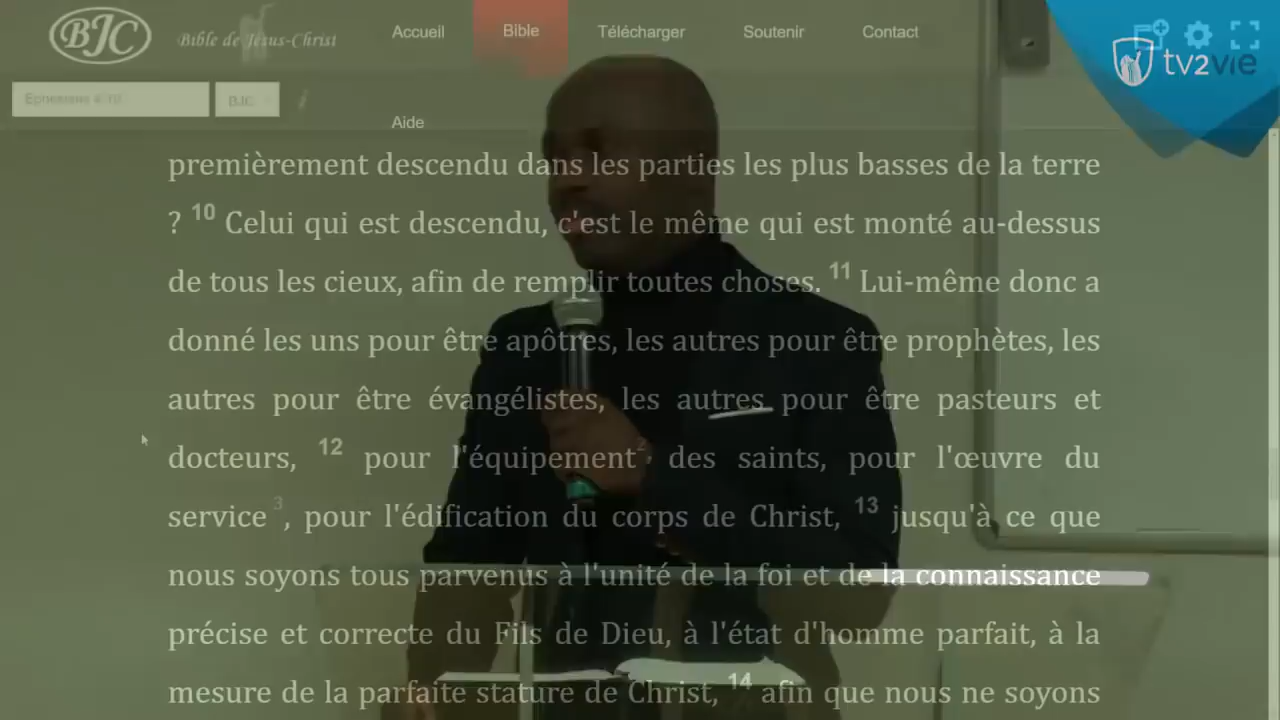 BJC
Bible de Jésus-Christ
Accueil
Bible
Télécharger
Soutenir
Contact
tv2vie
Ephesiens 4:10
BJC
Aide
premièrement descendu dans les parties les plus basses de la terre
? 10 Celui qui est descendu, c'est le même qui est monté au-dessus
de tous les cieux, afin de remplir toutes choses. 11 Lui-même donc a
donné les uns pour être apôtres, les autres pour être prophètes, les
autres pour être évangélistes, les autres pour être pasteurs et
docteurs, 12 pour l'équipement2, des saints, pour l'œuvre du
service 3, pour l'édification du corps de Christ, 13 jusqu'à ce que
nous soyons tous parvenus à l'unité de la foi et de la connaissance
précise et correcte du Fils de Dieu, à l'état d'homme parfait, à la
mesure de la parfaite stature de Christ, 14 afin que nous ne soyons